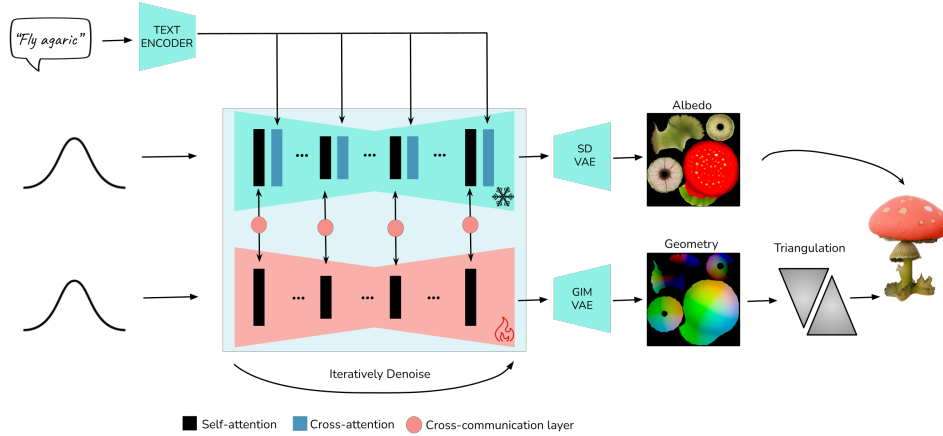 "Fly agaric"
TEXT
ENCODER
Albedo
SD
VAE
Geometry
Triangulation
GIM
VAE
Iteratively Denoise
Self-attention
Cross-attention
Cross-communication layer